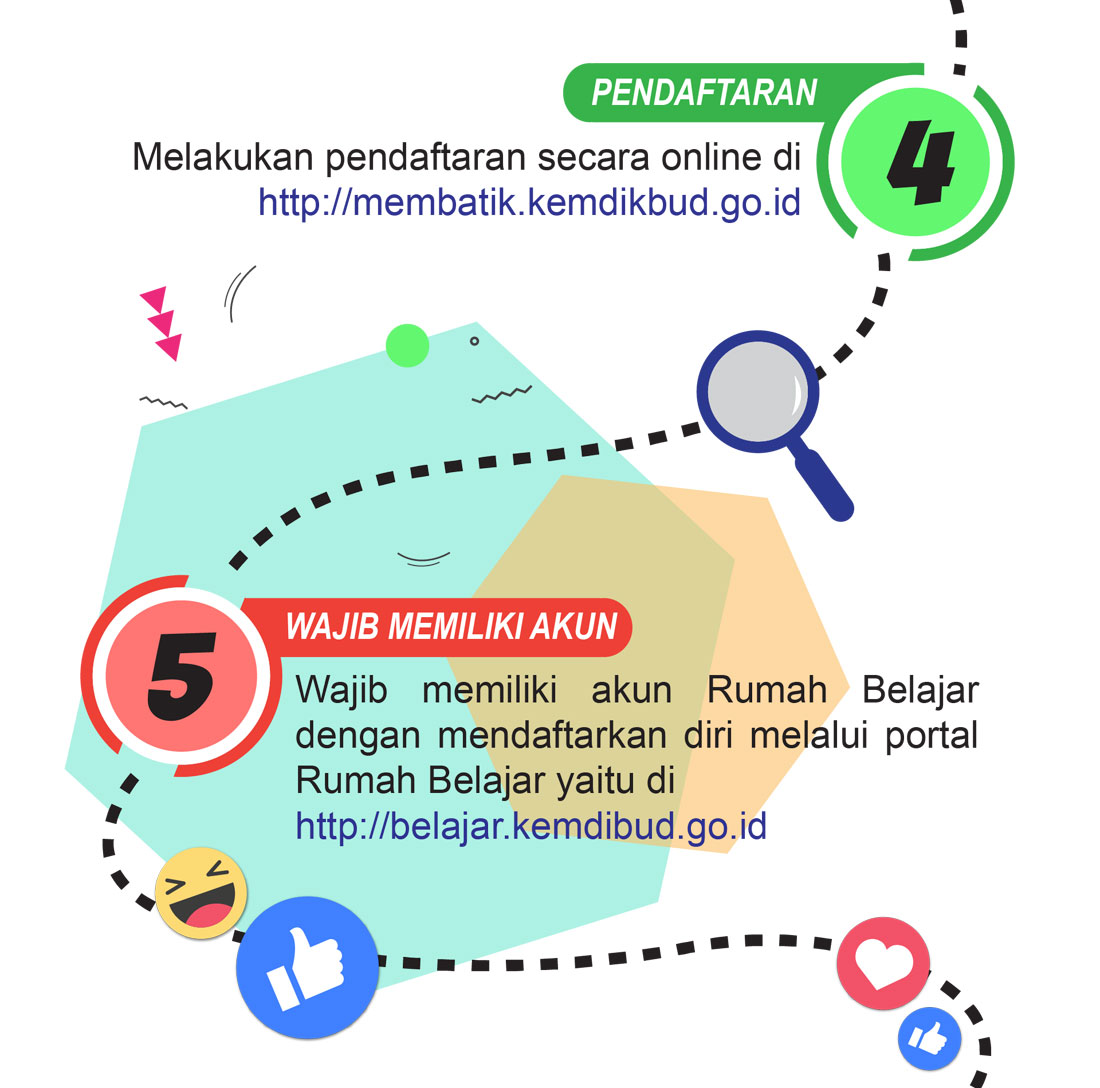 PENDAFTARAN
4
Melakukan pendaftaran secara online di
http://membatik.kemdikbud.go.id
5
WAJIB MEMILIKI AKUN
Wajib memiliki akun Rumah Belajar
dengan mendaftarkan diri melalui portal
Rumah Belajar yaitu di
http://belajar.kemdibud.go.id